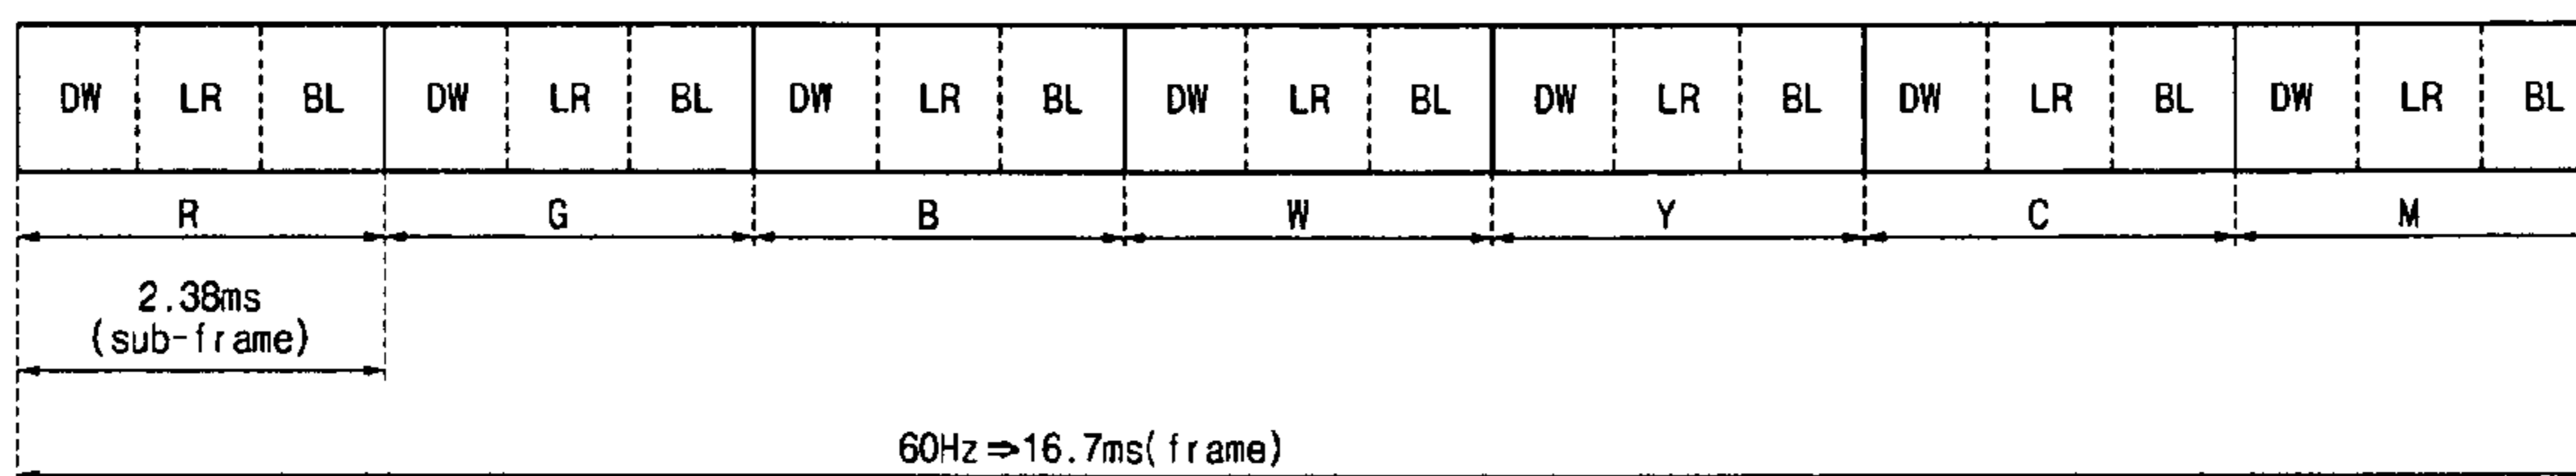 DW LR BL DW LR BL DW LR BL DW LR BL DW LR BL DW LR BL DW LR BL
R G B W Y C M
2.38ms
(sub-frame)
60Hz⇒16.7ms(frame)